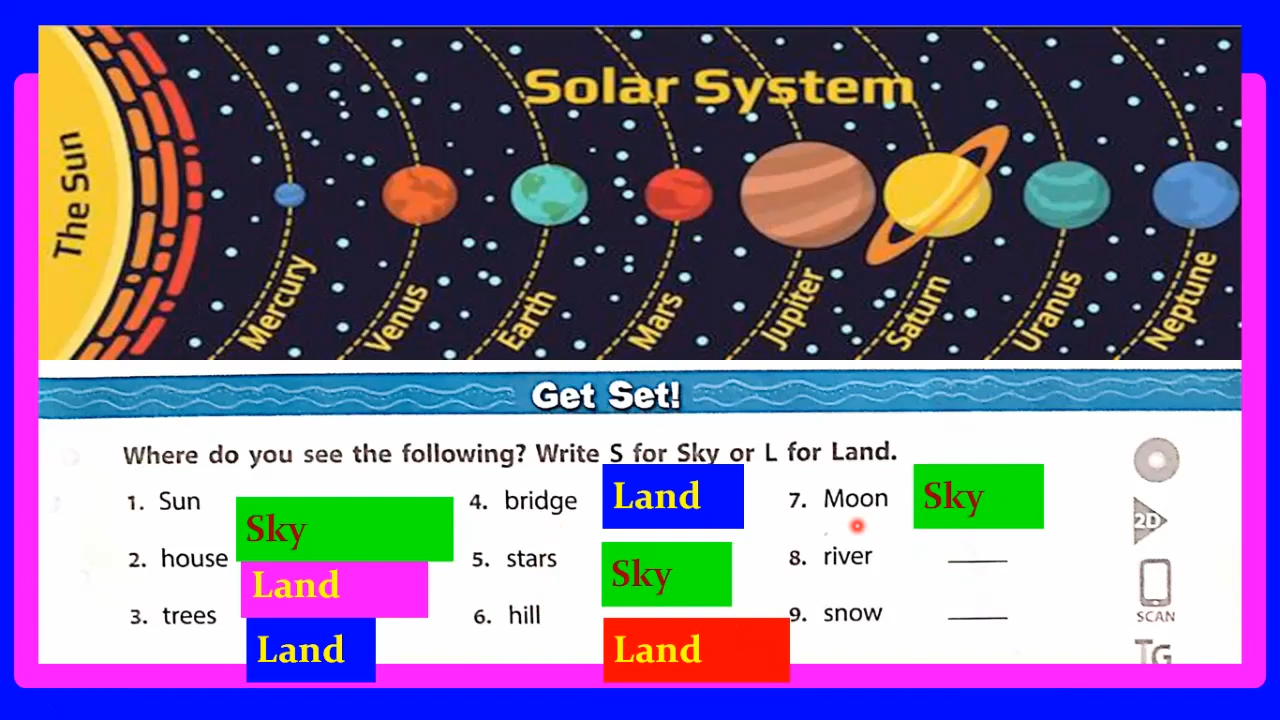 Solar System
The Sun
Mercury
Venus
Earth
Mars
Jupiter
Saturn
Uranus
Neptune
Get Set!
Where do you see the following? Write S for Sky or L for Land.
1. Sun Sky
2. house Land
3. trees Land
4. bridge Land
5. stars Sky
6. hill Land
7. Moon Sky
8. river
9. snow
2D
SCAN
TG